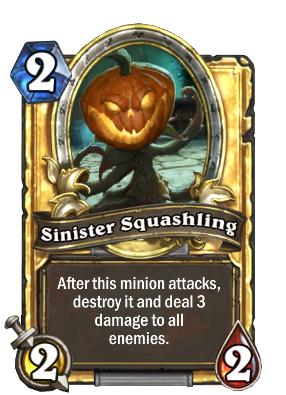 2
Sinister Squashling
After this minion attacks,
destroy it and deal 3
damage to all
enemies.
2
2